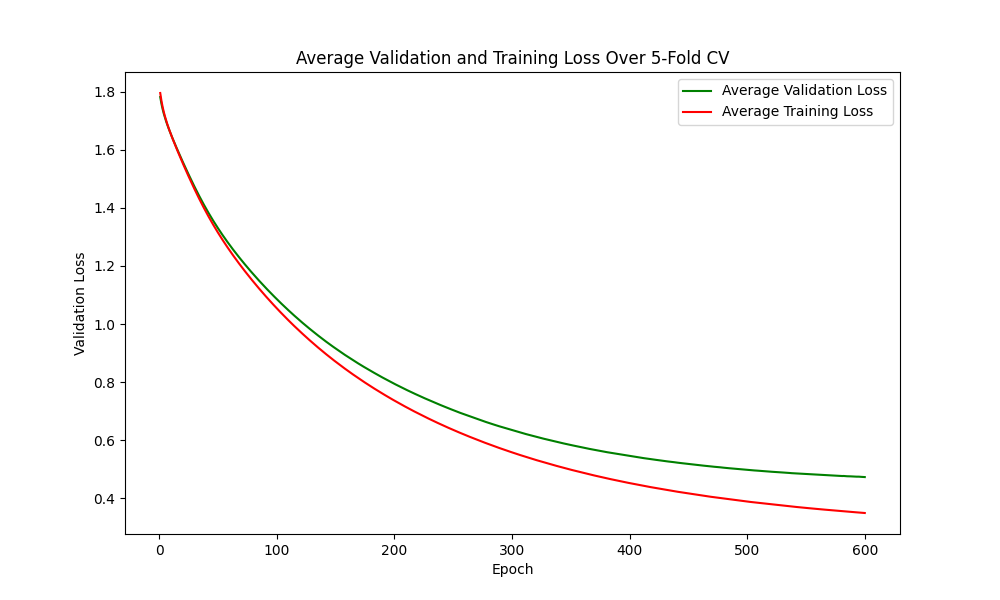 Average Validation and Training Loss Over 5-Fold CV
Average Validation Loss
Average Training Loss
Validation Loss
1.8
1.6
1.4
1.2
1.0
0.8
0.6
0.4
0 100 200 300 400 500 600
Epoch